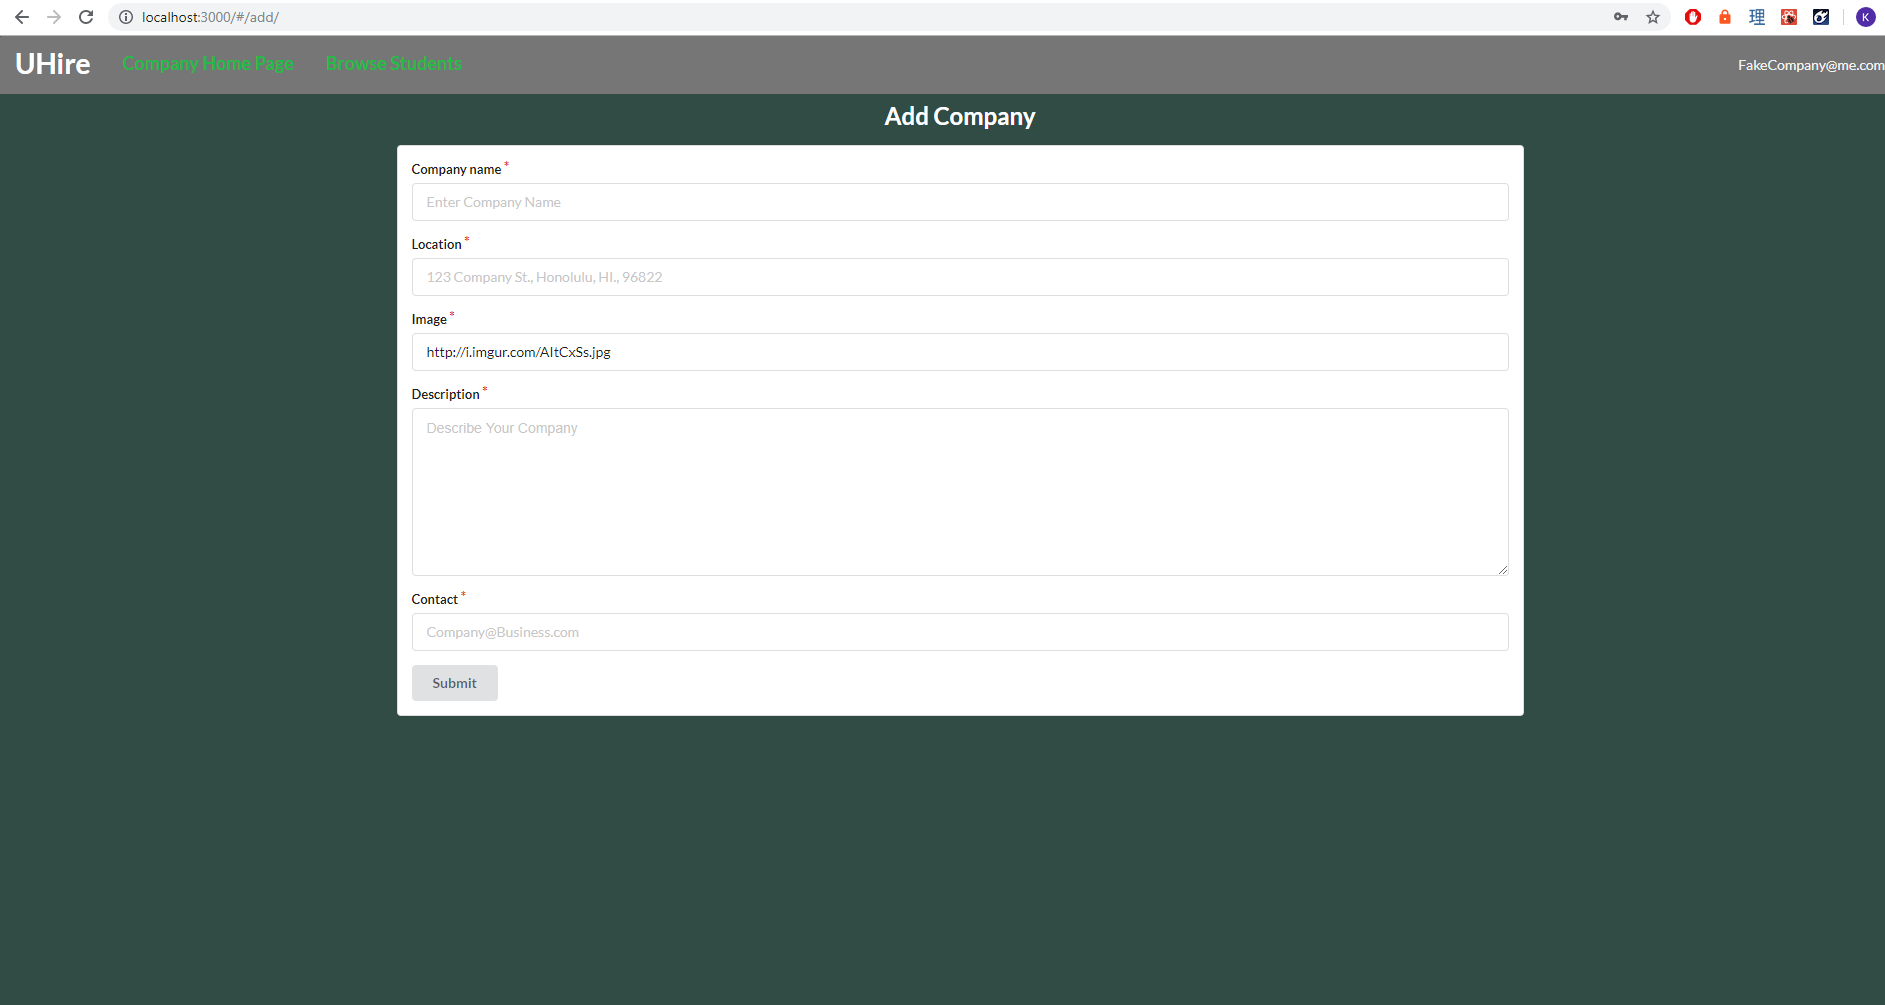 localhost:3000/#/add/
理
K
UHire Company Home Page Browse Students FakeCompany@me.com
Add Company
Company name *
Enter Company Name
Location *
123 Company St., Honolulu, HI., 96822
Image *
http://i.imgur.com/AItCxSs.jpg
Description *
Describe Your Company
Contact *
Company@Business.com
Submit